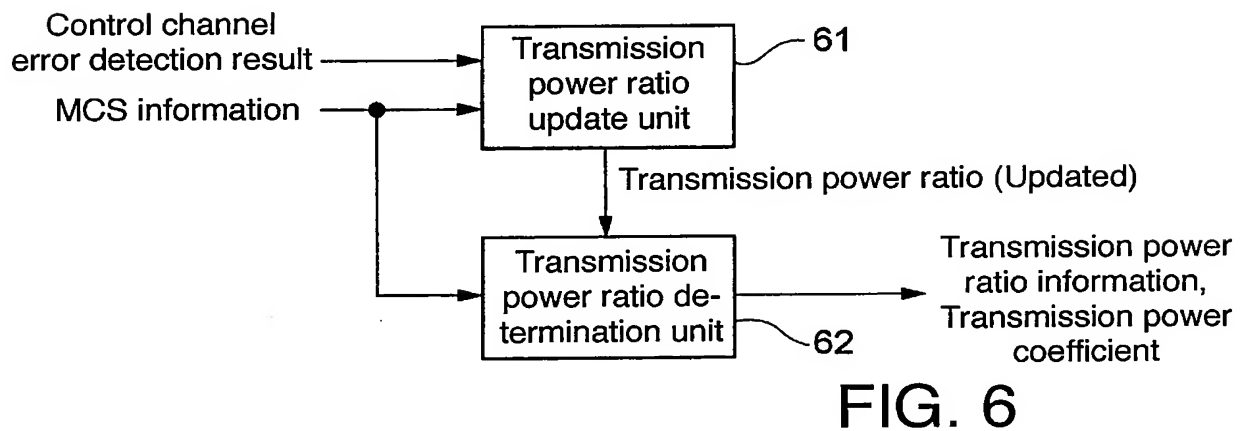 Control channel
error detection result
MCS information
Transmission
power ratio
update unit
61
Transmission power ratio (Updated)
Transmission
power ratio de-
termination unit
62
Transmission power
ratio information,
Transmission power
coefficient
FIG. 6